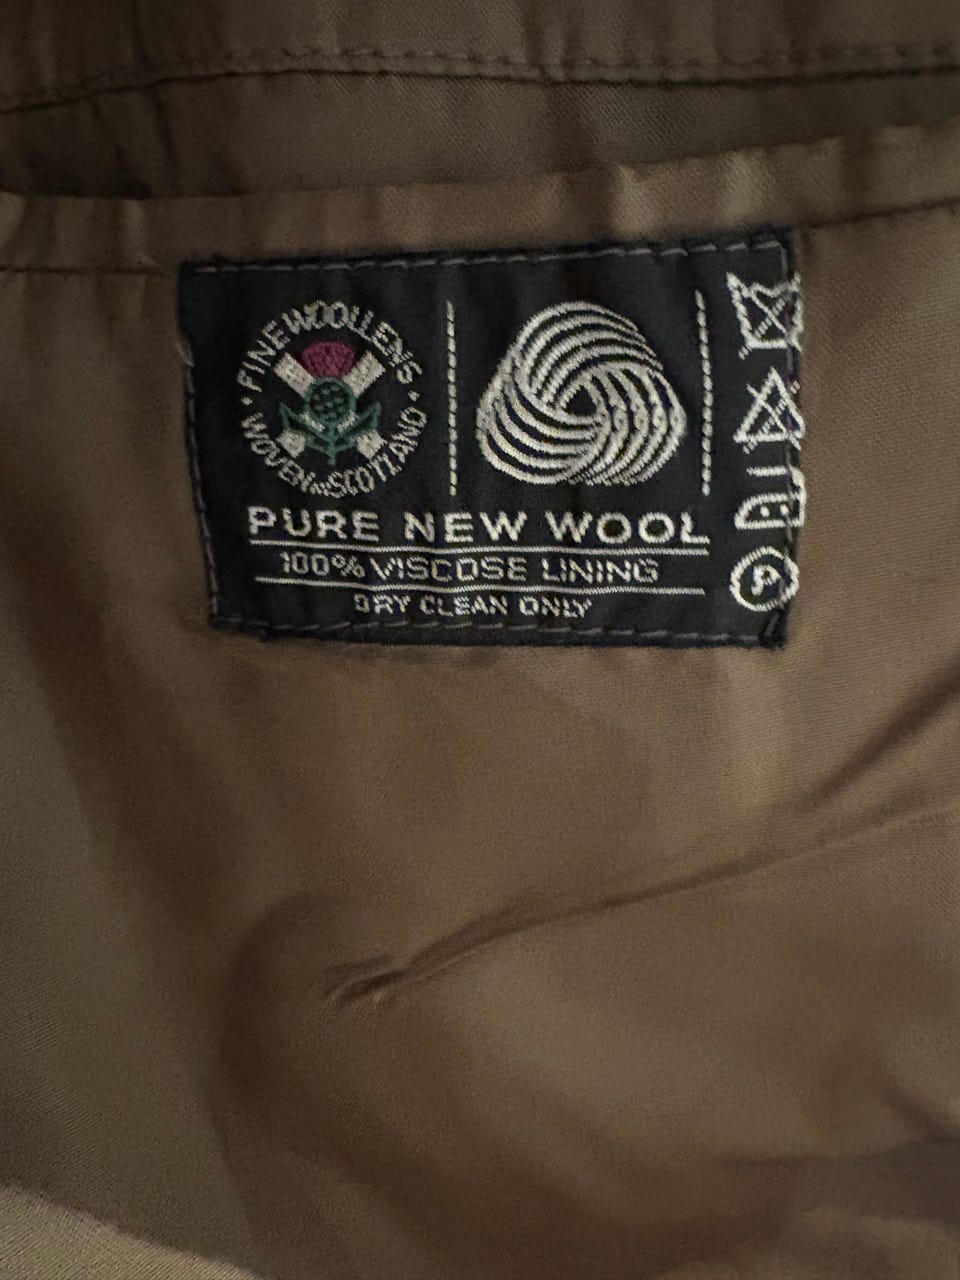 FINE WOOLLENS
WOVEN IN SCOTLAND
PURE NEW WOOL
100% VISCOSE LINING
DRY CLEAN ONLY
P